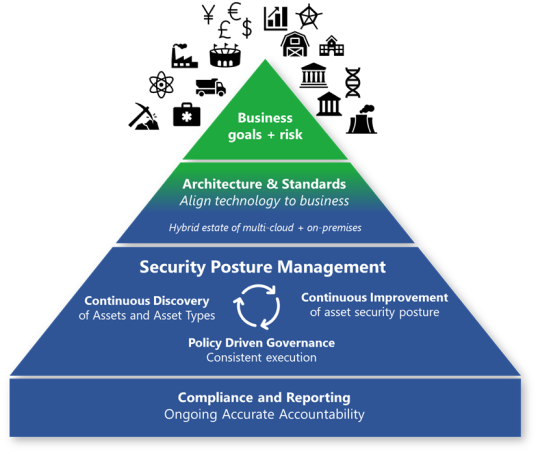 ¥ € £ $
Business
goals + risk
Architecture & Standards
Align technology to business
Hybrid estate of multi-cloud + on-premises
Security Posture Management
Continuous Discovery
of Assets and Asset Types
Continuous Improvement
of asset security posture
Policy Driven Governance
Consistent execution
Compliance and Reporting
Ongoing Accurate Accountability